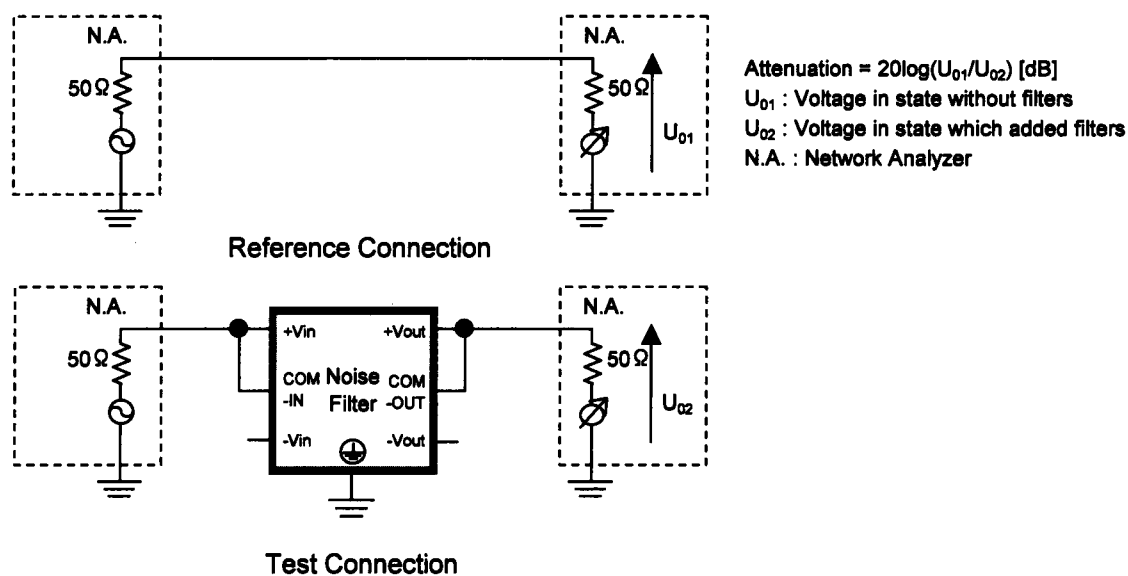 N.A.
50Ω
N.A.
50Ω
U01
Attenuation = 20log(U01/U02) [dB]
U01 : Voltage in state without filters
U02 : Voltage in state which added filters
N.A. : Network Analyzer
Reference Connection
N.A.
50Ω
+Vin
+Vout
COM
-IN
Noise
Filter
COM
-OUT
-Vin
-Vout
N.A.
50Ω
U02
Test Connection